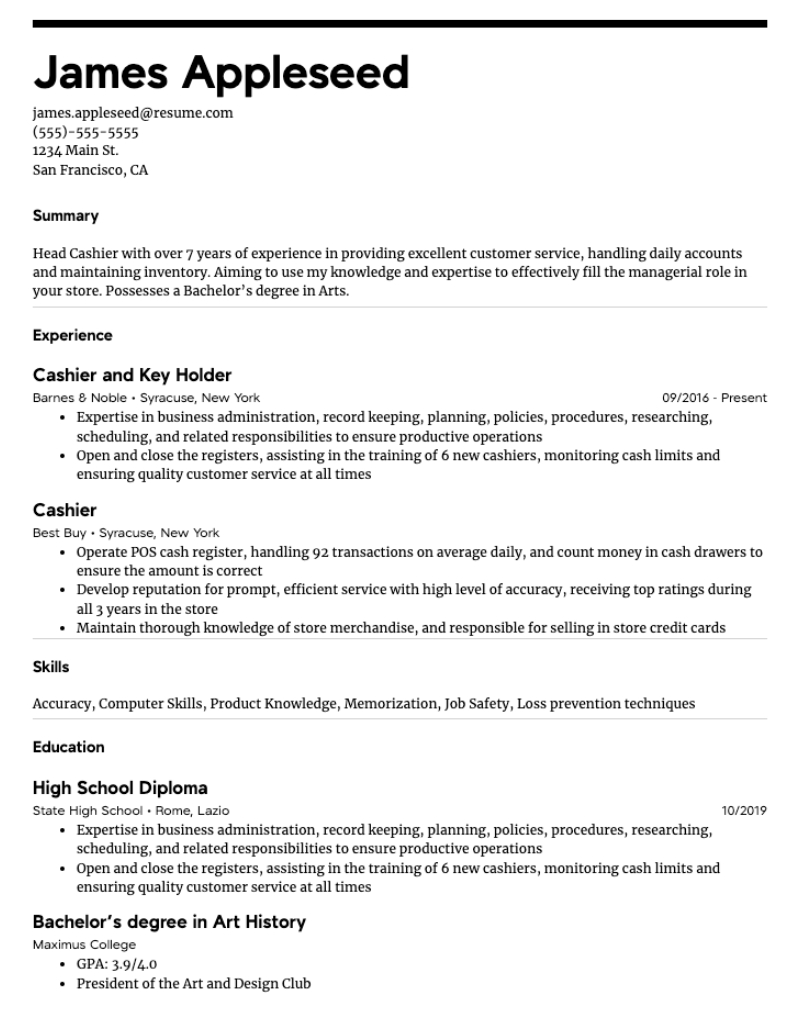 James Appleseed
james.appleseed@resume.com
(555)-555-5555
1234 Main St.
San Francisco, CA
Summary
Head Cashier with over 7 years of experience in providing excellent customer service, handling daily accounts
and maintaining inventory. Aiming to use my knowledge and expertise to effectively fill the managerial role in
your store. Possesses a Bachelor's degree in Arts.
Experience
Cashier and Key Holder
Barnes & Noble • Syracuse, New York 09/2016 - Present
• Expertise in business administration, record keeping, planning, policies, procedures, researching,
scheduling, and related responsibilities to ensure productive operations
• Open and close the registers, assisting in the training of 6 new cashiers, monitoring cash limits and
ensuring quality customer service at all times
Cashier
Best Buy • Syracuse, New York
• Operate POS cash register, handling 92 transactions on average daily, and count money in cash drawers to
ensure the amount is correct
• Develop reputation for prompt, efficient service with high level of accuracy, receiving top ratings during
all 3 years in the store
• Maintain thorough knowledge of store merchandise, and responsible for selling in store credit cards
Skills
Accuracy, Computer Skills, Product Knowledge, Memorization, Job Safety, Loss prevention techniques
Education
High School Diploma
State High School • Rome, Lazio 10/2019
• Expertise in business administration, record keeping, planning, policies, procedures, researching,
scheduling, and related responsibilities to ensure productive operations
• Open and close the registers, assisting in the training of 6 new cashiers, monitoring cash limits and
ensuring quality customer service at all times
Bachelor's degree in Art History
Maximus College
• GPA: 3.9/4.0
• President of the Art and Design Club